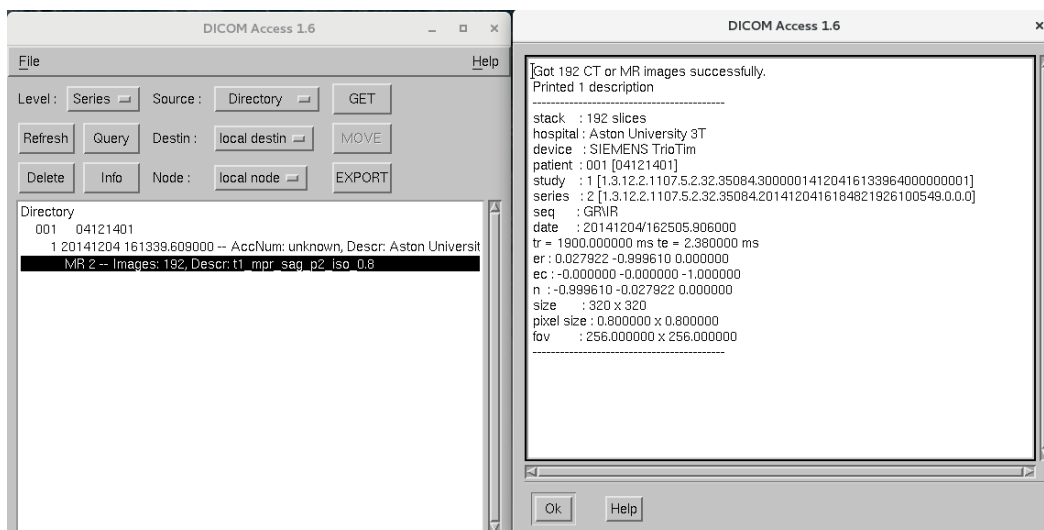 DICOM Access 1.6
File Help
Level : Series Source : Directory GET
Refresh Query Destin : local destin MOVE
Delete Info Node : local node EXPORT
Directory
001 04121401
1 20141204 161339.609000 -- AccNum: unknown, Descr: Aston Universit
MR 2 -- Images: 192, Descr: t1_mpr_sag_p2_iso_0.8
DICOM Access 1.6
Got 192 CT or MR images successfully.
Printed 1 description
------------------------------------------
stack : 192 slices
hospital : Aston University 3T
device : SIEMENS TrioTim
patient : 001 [04121401]
study : 1 [1.3.12.2.1107.5.2.32.35084.30000014120416133964000000001]
series : 2 [1.3.12.2.1107.5.2.32.35084.2014120416184821926100549.0.0.0]
seq : GR\IR
date : 20141204/162505.906000
tr = 1900.000000 ms te = 2.380000 ms
er : 0.027922 -0.999610 0.000000
ec : -0.000000 -0.000000 -1.000000
n : -0.999610 -0.027922 0.000000
size : 320 x 320
pixel size : 0.800000 x 0.800000
fov : 256.000000 x 256.000000
------------------------------------------
Ok Help